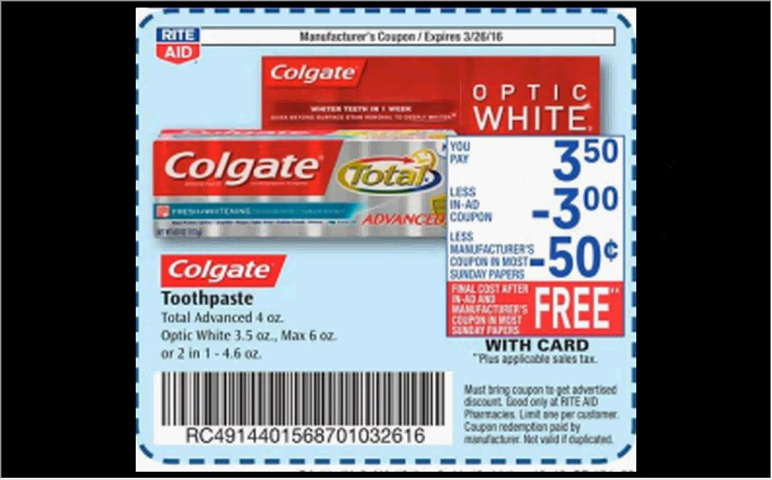 RITE
AID
Manufacturer's Coupon / Expires 3/26/16
Colgate
OPTIC
WHITE
WHITER TEETH IN 1 WEEK
Colgate
Total
FRESH+WHITENING
ADVANCED
YOU
PAY
3.50
LESS
IN-AD
COUPON
-3.00
LESS
MANUFACTURER'S
COUPON IN MOST
SUNDAY PAPERS
-50¢
FINAL COST AFTER
IN-AD AND
MANUFACTURER'S
COUPON IN MOST
SUNDAY PAPERS
FREE**
WITH CARD
**Plus applicable sales tax.
Colgate
Toothpaste
Total Advanced 4 oz.
Optic White 3.5 oz., Max 6 oz.
or 2 in 1 - 4.6 oz.
RC4914401568701032616
Must bring coupon to get advertised
discount. Good only at RITE AID
Pharmacies. Limit one per customer.
Coupon redemption paid by
manufacturer. Not valid if duplicated.